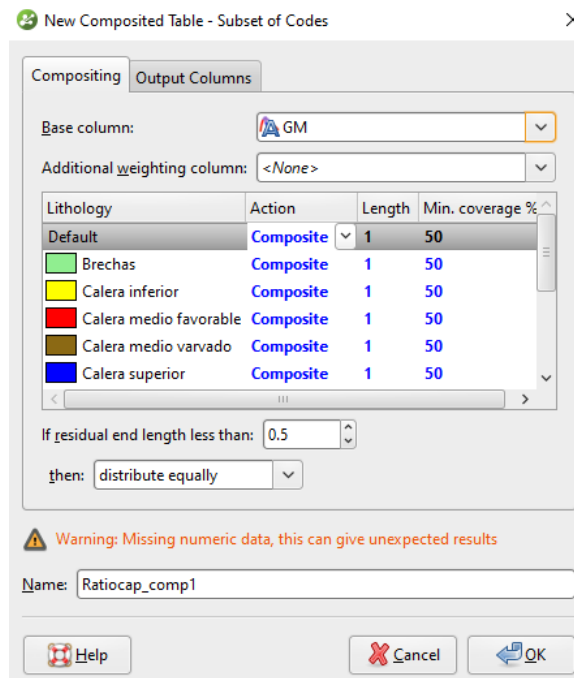 New Composited Table - Subset of Codes
Compositing Output Columns
Base column: GM
Additional weighting column: <None>
Lithology Action Length Min. coverage %
Default Composite 1 50
Brechas Composite 1 50
Calera inferior Composite 1 50
Calera medio favorable Composite 1 50
Calera medio varvado Composite 1 50
Calera superior Composite 1 50
If residual end length less than: 0.5
then: distribute equally
Warning: Missing numeric data, this can give unexpected results
Name: Ratiocap_comp1
Help Cancel OK